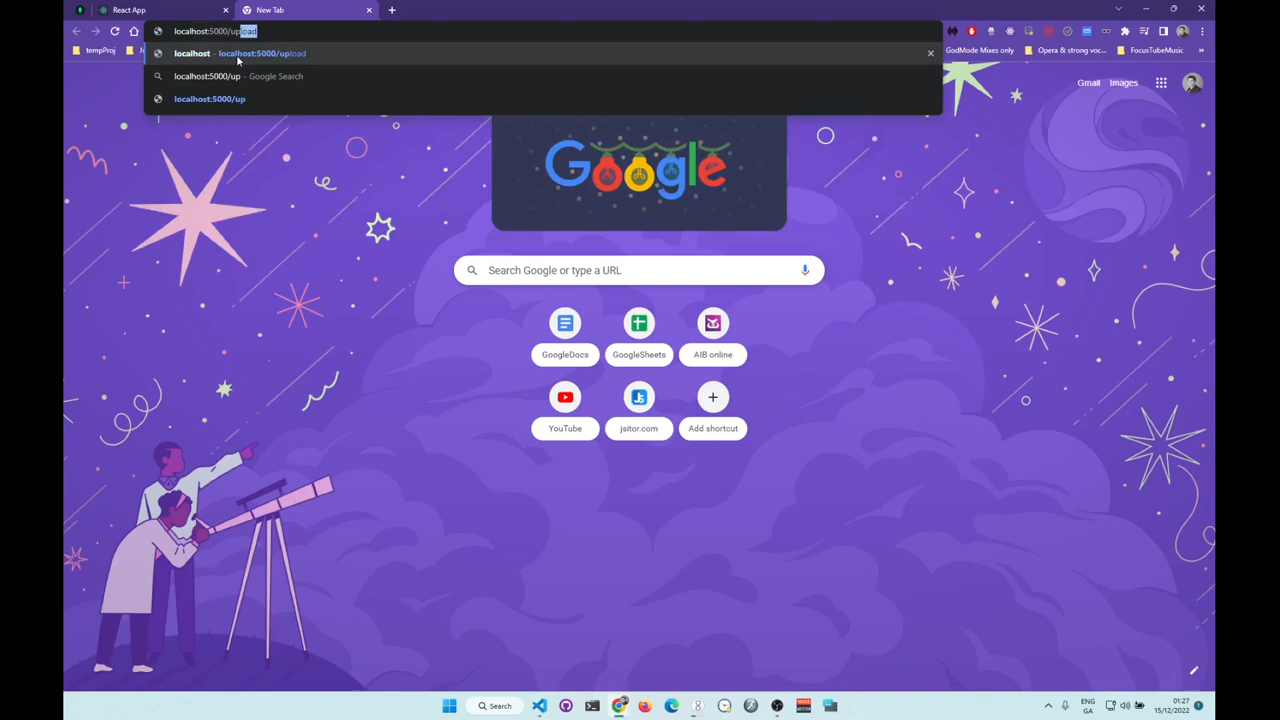 React App
New Tab
localhost:5000/upload
tempProj
GodMode Mixes only
Opera & strong voc...
FocusTubeMusic
localhost - localhost:5000/upload
localhost:5000/up - Google Search
localhost:5000/up
Gmail Images
Google
Search Google or type a URL
GoogleDocs GoogleSheets AIB online
YouTube jsitor.com Add shortcut
Search
ENG
GA
01:27
15/12/2022